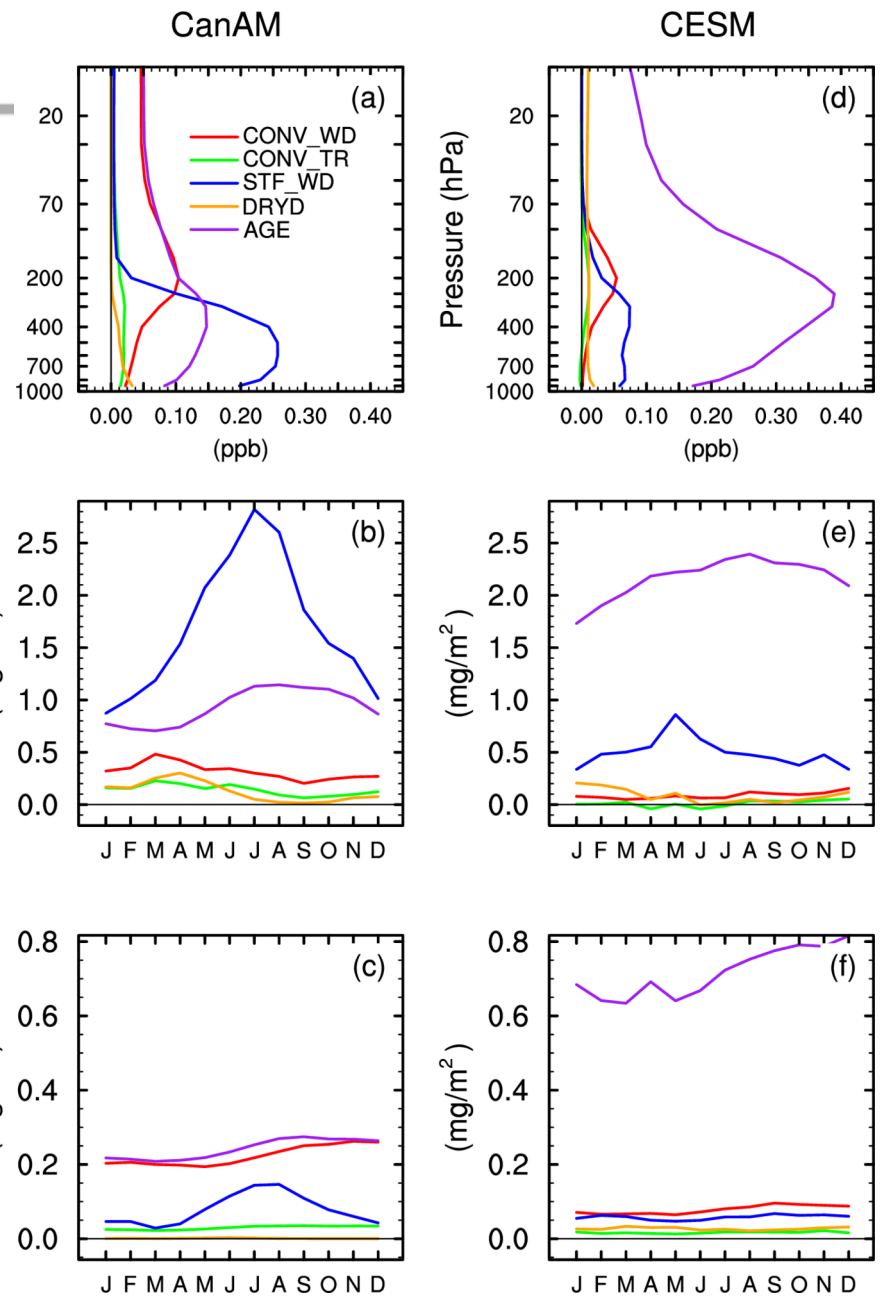 CanAM CESM
(a) (d)
CONV_WD
CONV_TR
STF_WD
DRYD
AGE
20
70
200
400
700
1000
0.00 0.10 0.20 0.30 0.40
(ppb)
Pressure (hPa)
20
70
200
400
700
1000
0.00 0.10 0.20 0.30 0.40
(ppb)
(b)
2.5
2.0
1.5
1.0
0.5
0.0
J F M A M J J A S O N D
(e)
(mg/m²)
2.5
2.0
1.5
1.0
0.5
0.0
J F M A M J J A S O N D
(c)
0.8
0.6
0.4
0.2
0.0
J F M A M J J A S O N D
(f)
(mg/m²)
0.8
0.6
0.4
0.2
0.0
J F M A M J J A S O N D